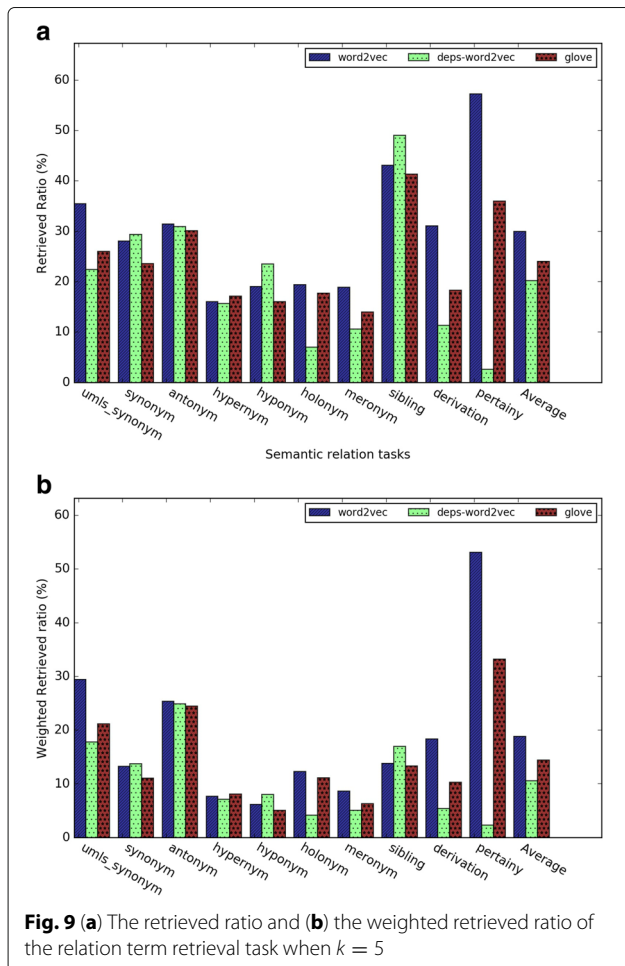 a
word2vec deps-word2vec glove
60
50
40
30
20
10
0
Retrieved Ratio (%)
umls_synonym synonym antonym hypernym hyponym holonym meronym sibling derivation pertainy Average
Semantic relation tasks
b
word2vec deps-word2vec glove
60
50
40
30
20
10
0
Weighted Retrieved ratio (%)
umls_synonym synonym antonym hypernym hyponym holonym meronym sibling derivation pertainy Average
Fig. 9 (a) The retrieved ratio and (b) the weighted retrieved ratio of
the relation term retrieval task when k = 5